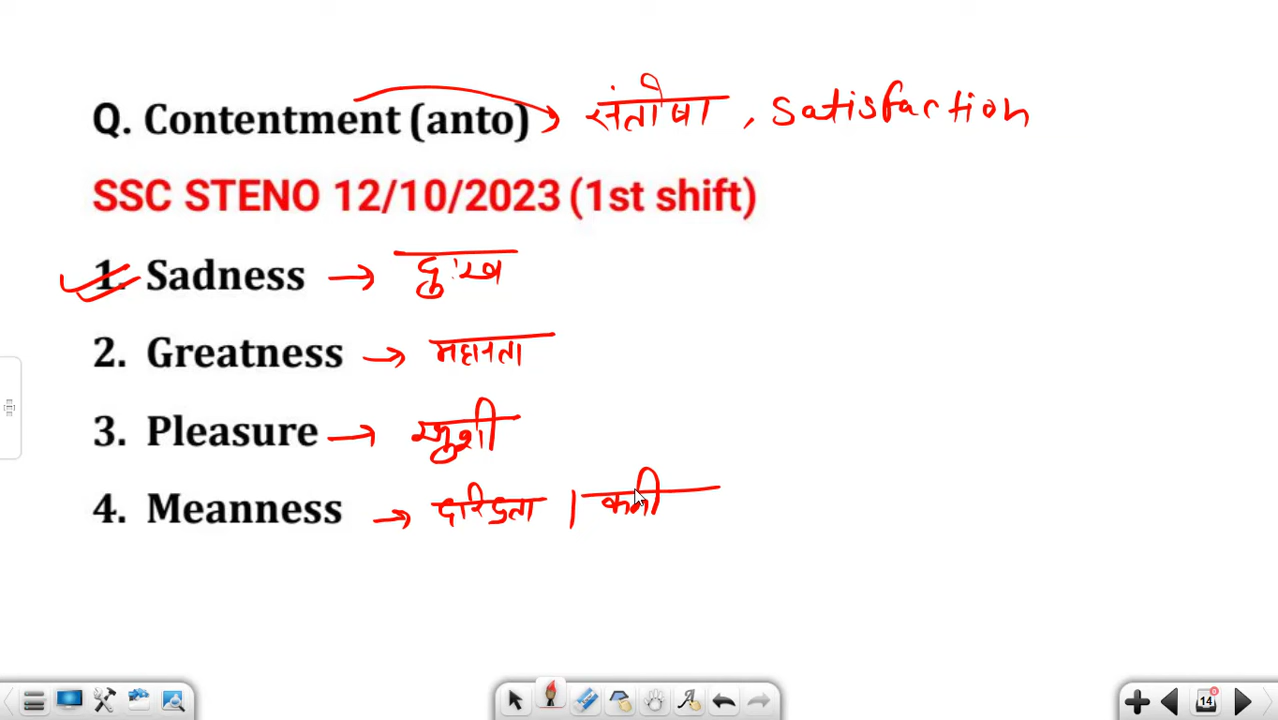 Q. Contentment (anto) संतोषा , Satisfaction
SSC STENO 12/10/2023 (1st shift)
1. Sadness → दुःख
2. Greatness → महानता
3. Pleasure → खुशी
4. Meanness → दरिद्रता | कमी
14